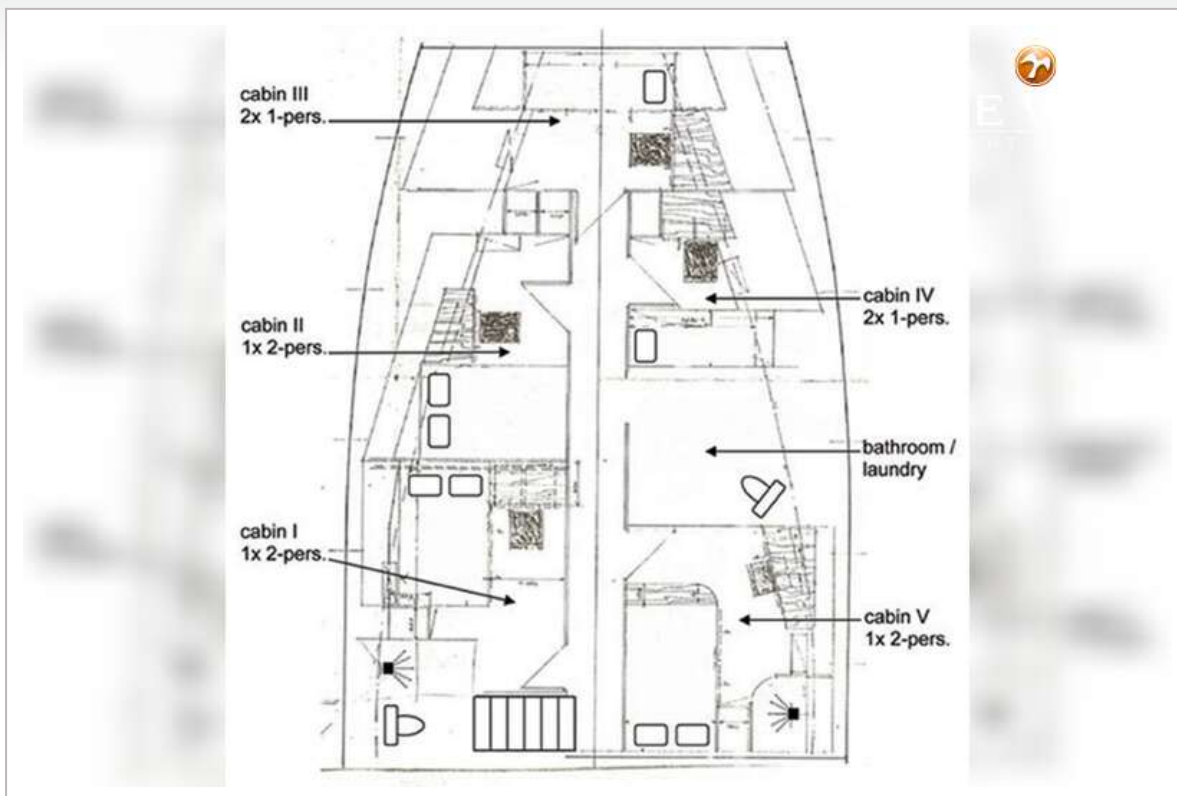 cabin III
2x 1-pers.
cabin IV
2x 1-pers.
cabin II
1x 2-pers.
bathroom /
laundry
cabin I
1x 2-pers.
cabin V
1x 2-pers.